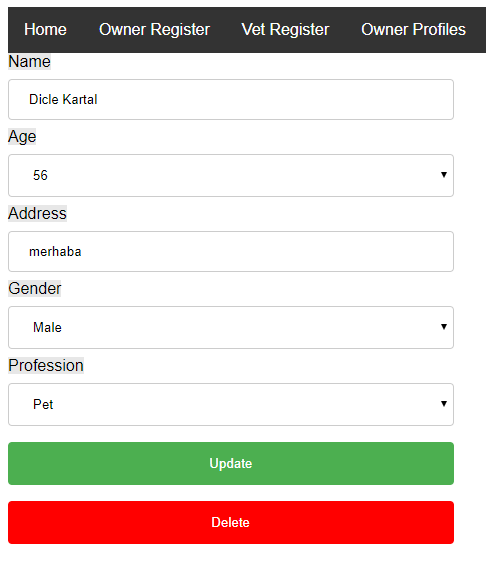 Home Owner Register Vet Register Owner Profiles
Name
Dicle Kartal
Age
56
Address
merhaba
Gender
Male
Profession
Pet
Update
Delete